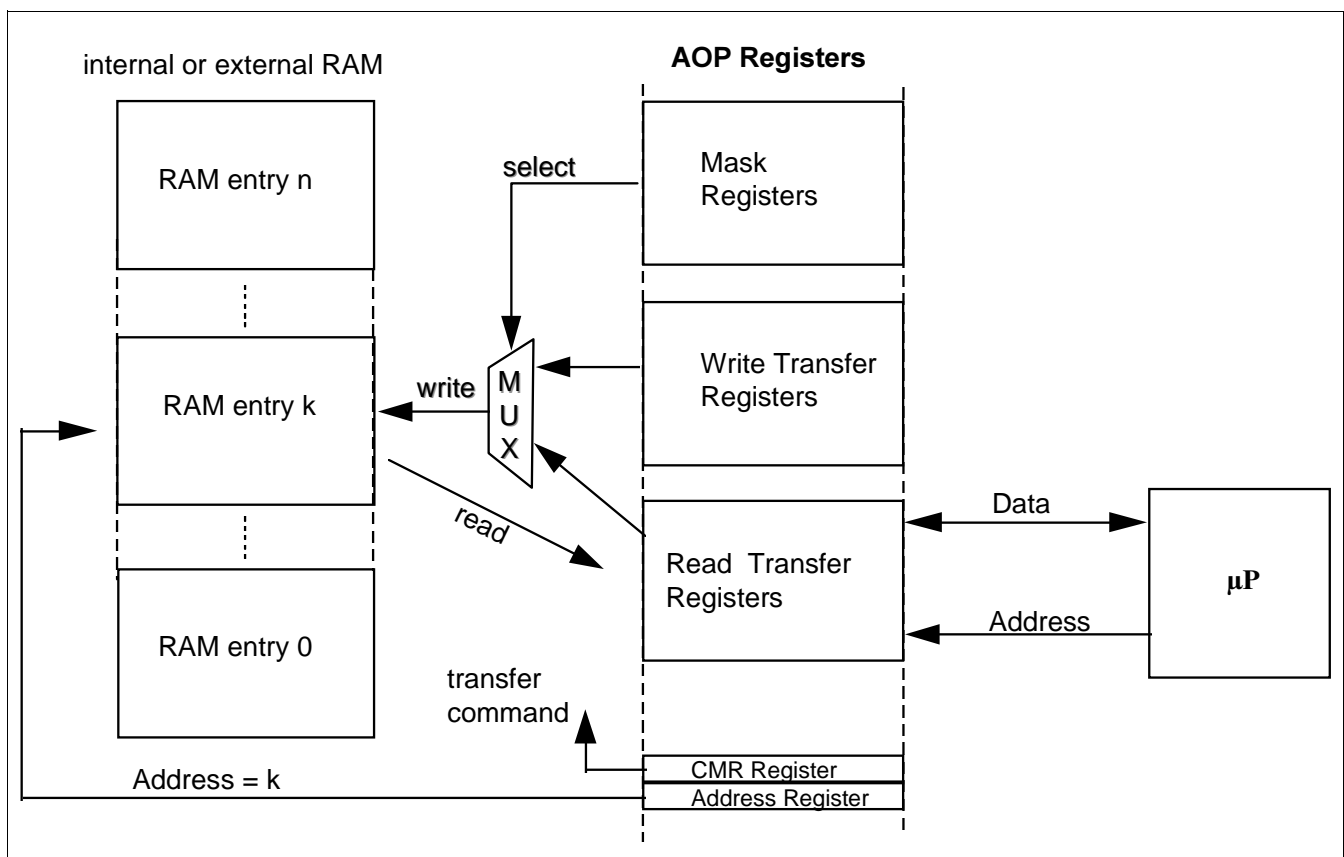 internal or external RAM
AOP Registers
RAM entry n
select
Mask
Registers
RAM entry k
write
M
U
X
Write Transfer
Registers
read
Read Transfer
Registers
Data
Address
µP
RAM entry 0
transfer
command
CMR Register
Address = k
Address Register